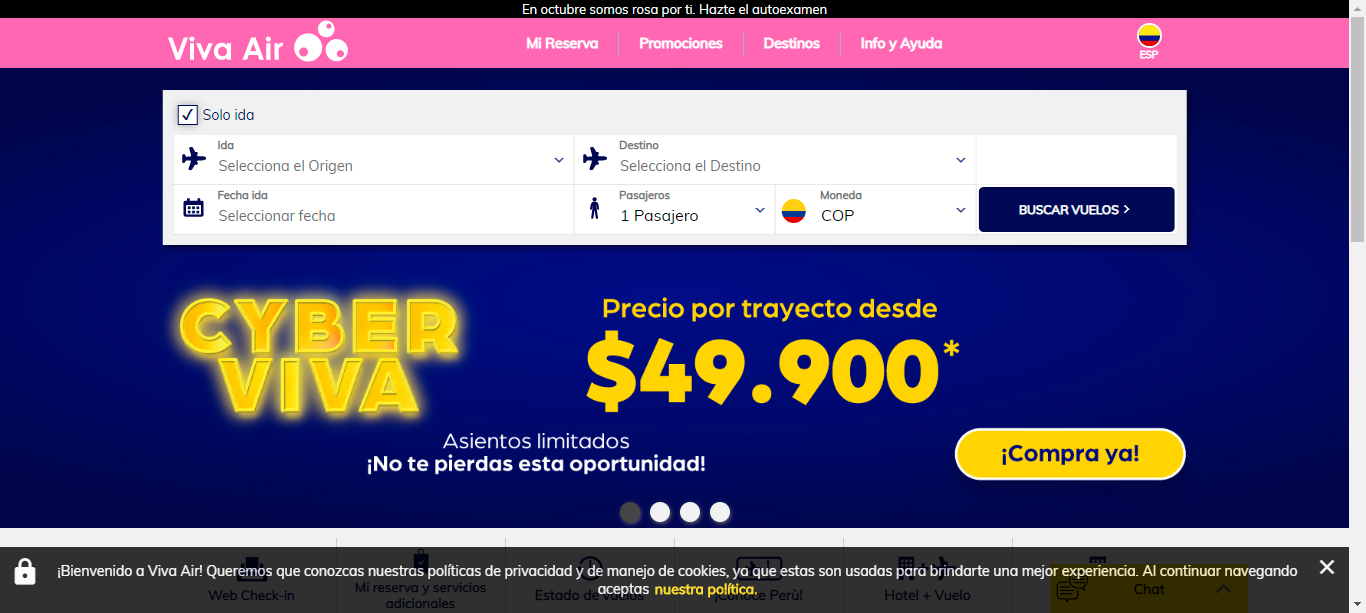 En octubre somos rosa por ti. Hazte el autoexamen
Viva Air
Mi Reserva
Promociones
Destinos
Info y Ayuda
ESP
Solo ida
Ida
Selecciona el Origen
Destino
Selecciona el Destino
Fecha ida
Seleccionar fecha
Pasajeros
1 Pasajero
Moneda
COP
BUSCAR VUELOS >
CYBER
VIVA
Precio por trayecto desde
$49.900*
Asientos limitados
¡No te pierdas esta oportunidad!
¡Compra ya!
¡Bienvenido a Viva Air! Queremos que conozcas nuestras políticas de privacidad y de manejo de cookies, ya que estas son usadas para brindarte una mejor experiencia. Al continuar navegando
aceptas nuestra política.
Web Check-in
Mi reserva y servicios
adicionales
Estado de vuelos
¡Conoce Perù!
Hotel + Vuelo
Chat